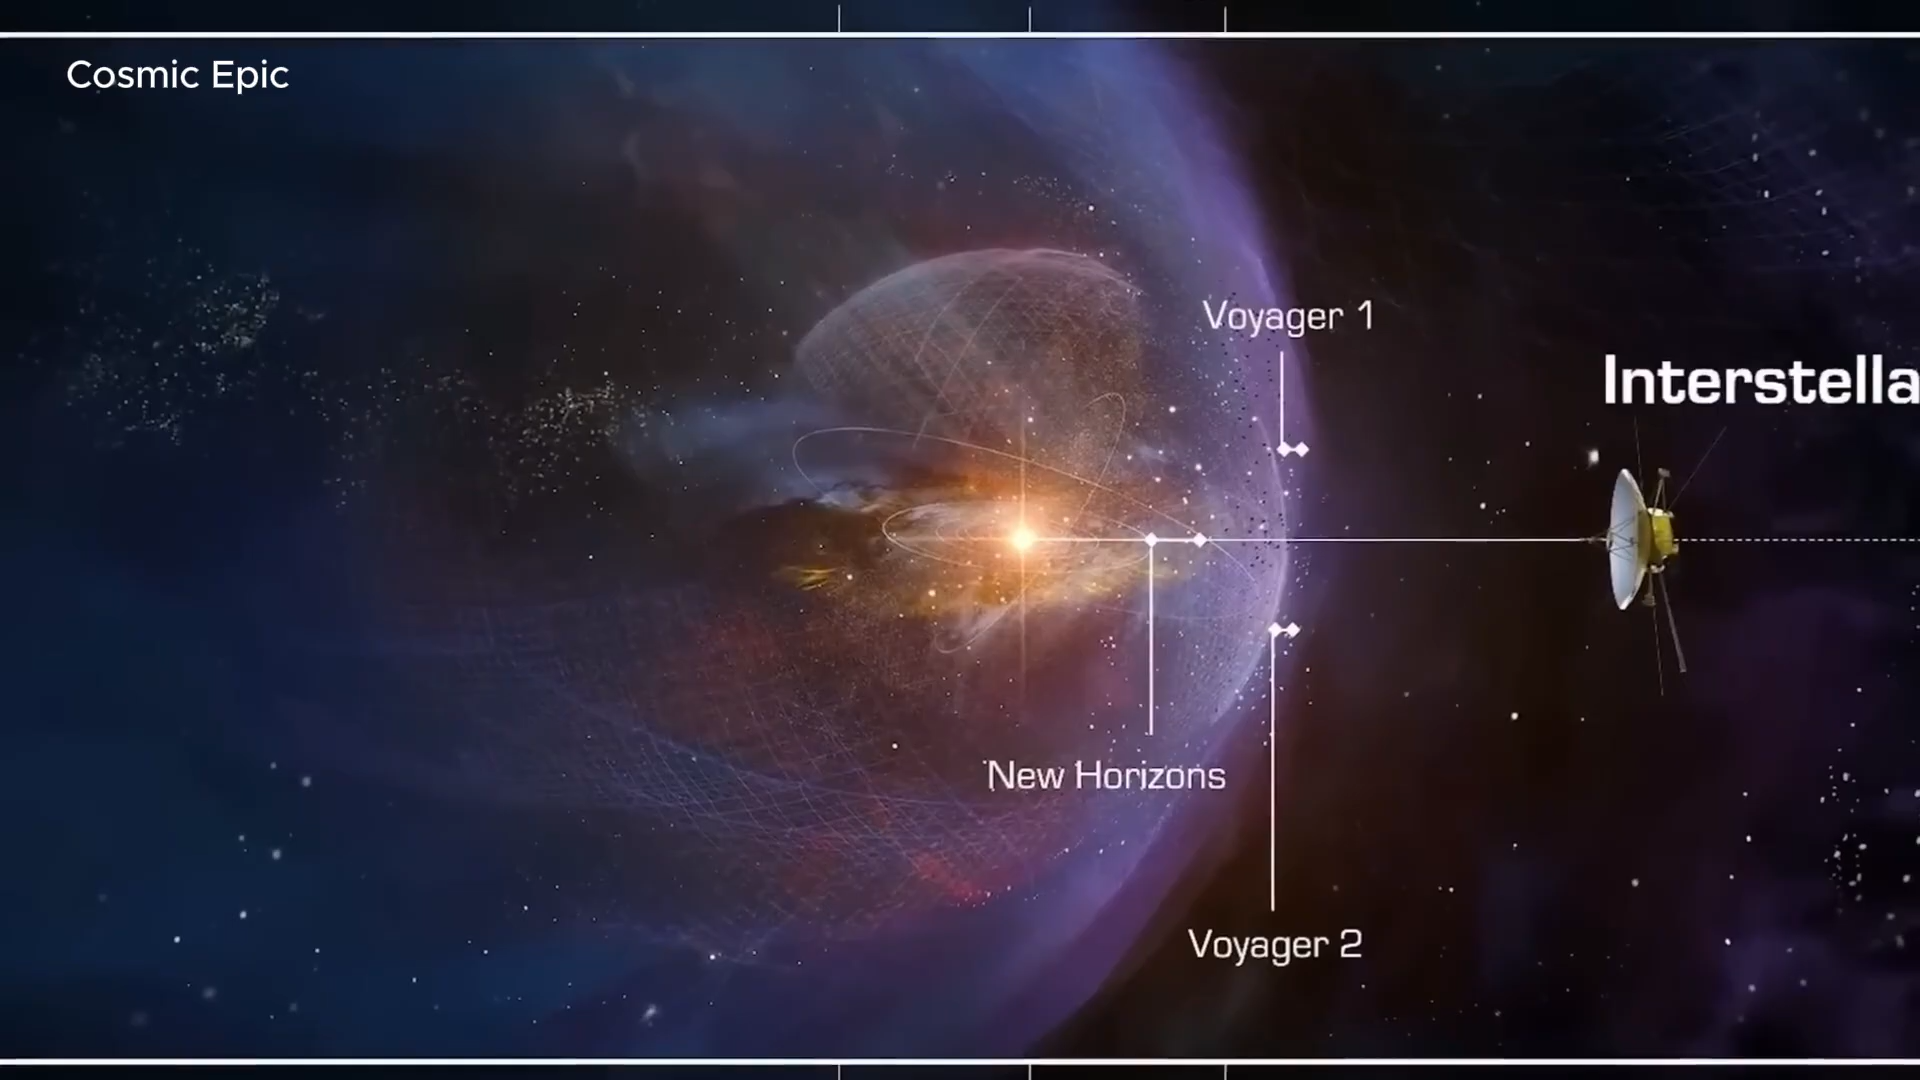 Cosmic Epic
Voyager 1
Interstella
New Horizons
Voyager 2